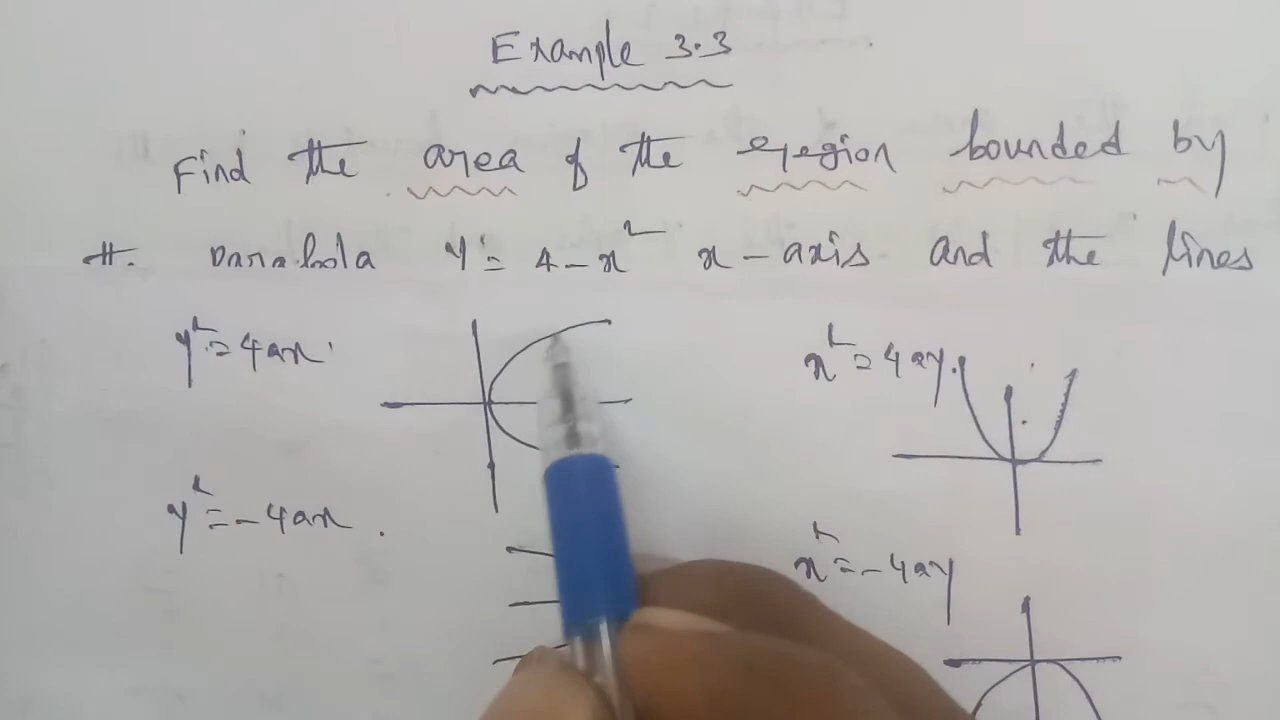 Example 3.3
Find the area of the region bounded by
the parabola y = 4 - x² x-axis and the lines
y² = 4ax
x² = 4ay
y² = -4ax
x² = -4ay